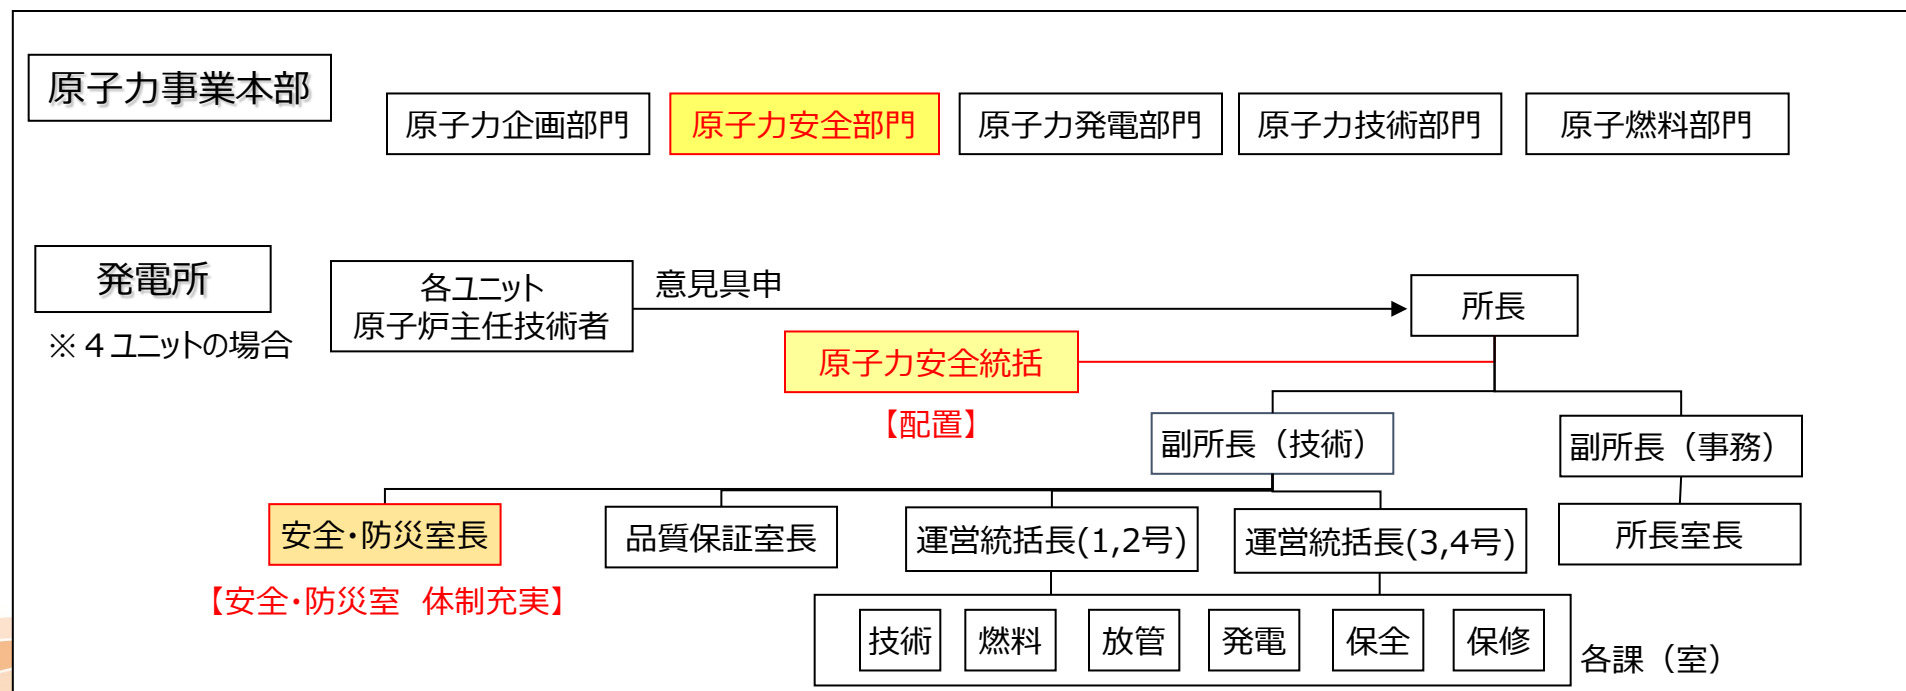 原子力事業本部
原子力企画部門
原子力安全部門
原子力発電部門
原子力技術部門
原子燃料部門
発電所
※４ユニットの場合
各ユニット
原子炉主任技術者
意見具申
所長
原子力安全統括
【配置】
副所長（技術）
副所長（事務）
安全・防災室長
品質保証室長
運営統括長(1,2号)
運営統括長(3,4号)
所長室長
【安全・防災室　体制充実】
技術
燃料
放管
発電
保全
保修
各課（室）